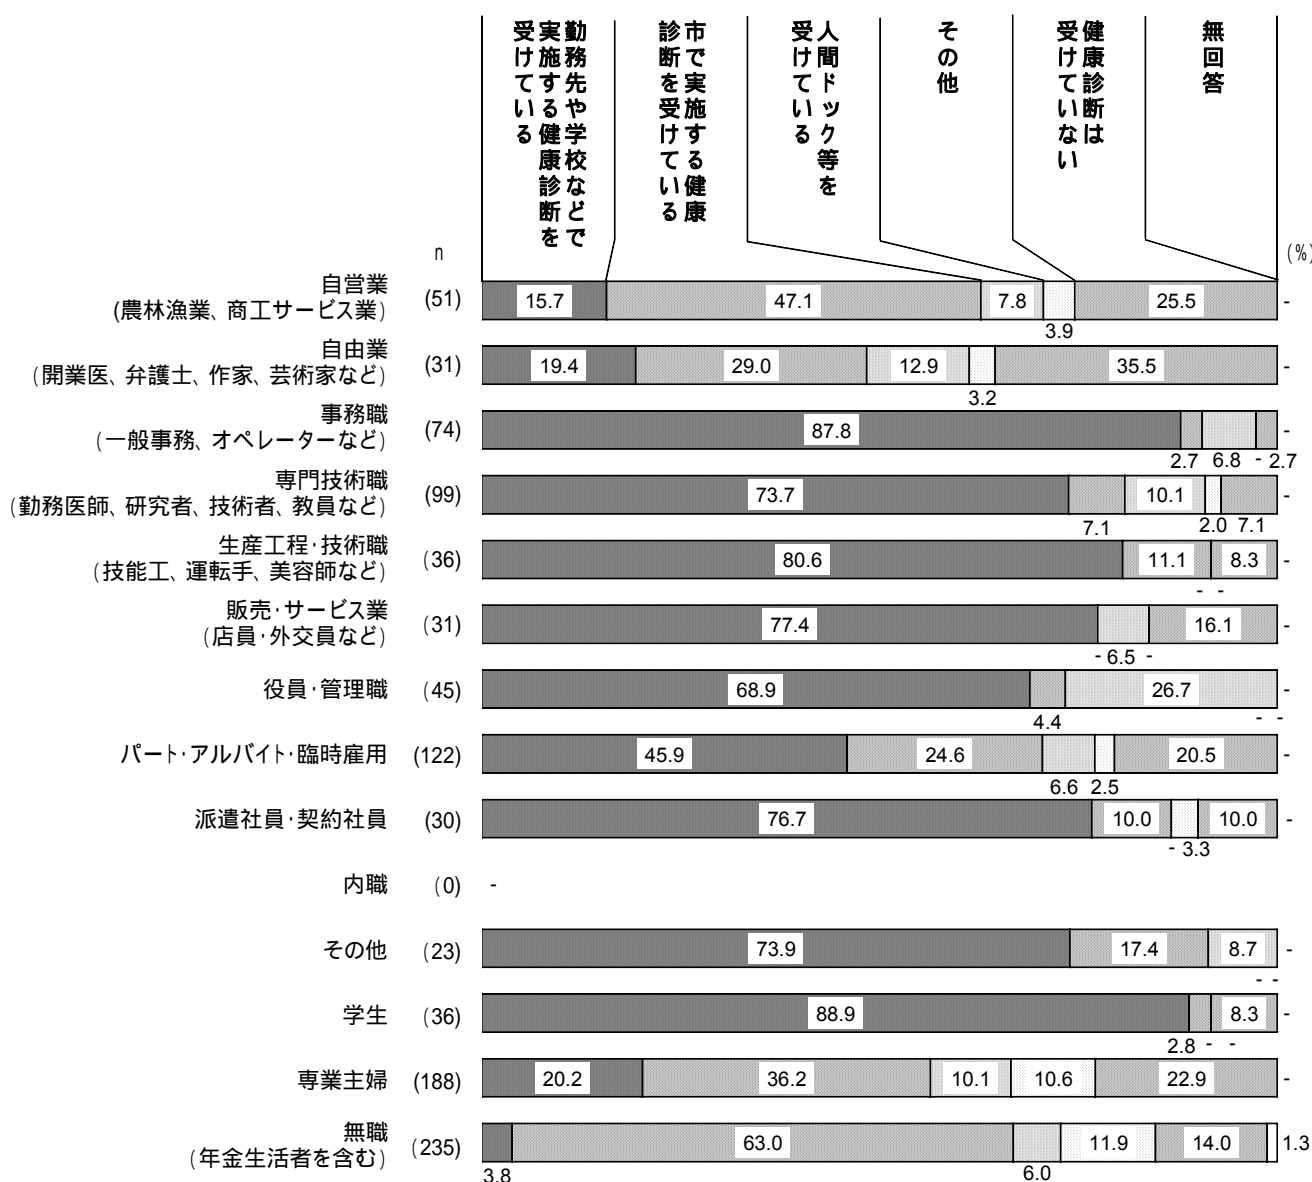 勤務先や学校などで
実施する健康診断を
受けている
市で実施する健康
診断を受けている
人間ドック等を
受けている
その他
健康診断は
受けていない
無回答
n
(%)
自営業
(農林漁業、商工サービス業)
(51)
15.7
47.1
7.8
3.9
25.5
-
自由業
(開業医、弁護士、作家、芸術家など)
(31)
19.4
29.0
12.9
3.2
35.5
-
事務職
(一般事務、オペレーターなど)
(74)
87.8
2.7
6.8
-
2.7
-
専門技術職
(勤務医師、研究者、技術者、教員など)
(99)
73.7
7.1
10.1
2.0
7.1
-
生産工程・技術職
(技能工、運転手、美容師など)
(36)
80.6
11.1
-
-
8.3
-
販売・サービス業
(店員・外交員など)
(31)
77.4
-
6.5
-
16.1
-
役員・管理職
(45)
68.9
4.4
26.7
-
-
-
パート・アルバイト・臨時雇用
(122)
45.9
24.6
6.6
2.5
20.5
-
派遣社員・契約社員
(30)
76.7
10.0
-
3.3
10.0
-
内職
(0)
-
その他
(23)
73.9
17.4
8.7
-
-
-
学生
(36)
88.9
2.8
-
-
8.3
-
専業主婦
(188)
20.2
36.2
10.1
10.6
22.9
-
無職
(年金生活者を含む)
(235)
3.8
63.0
6.0
11.9
14.0
1.3